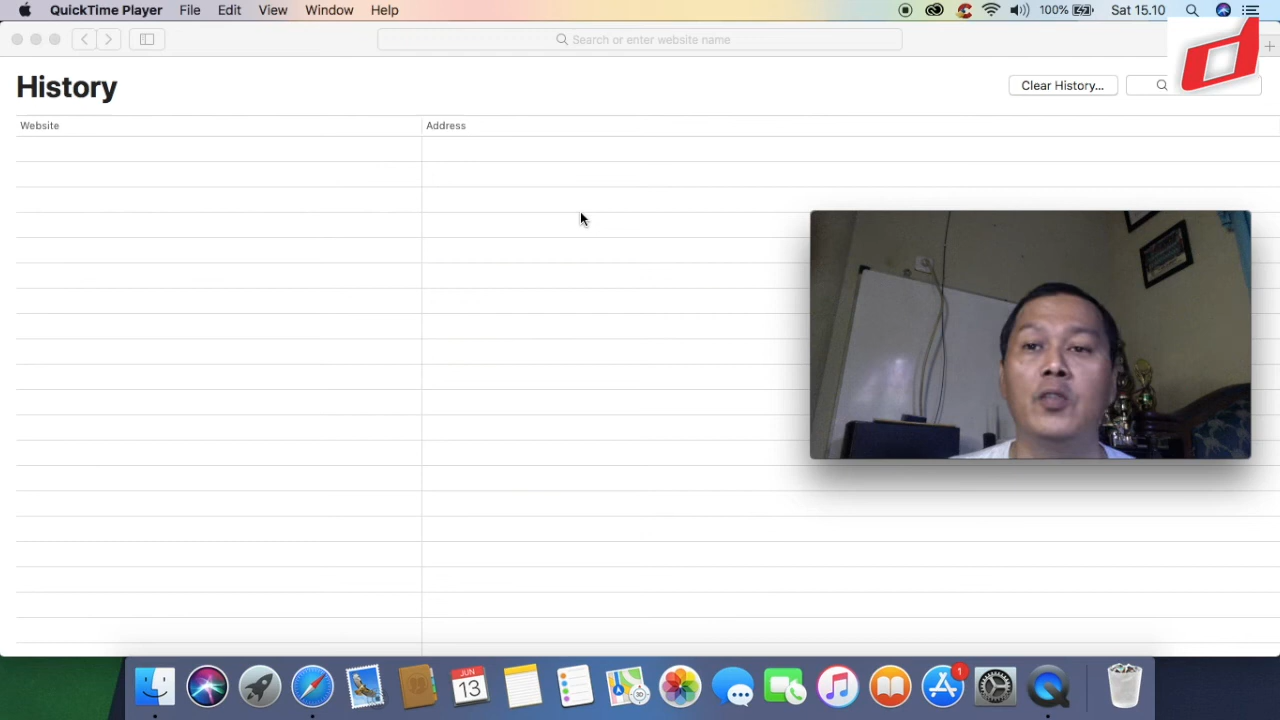 QuickTime Player File Edit View Window Help 100% Sat 15.10
Search or enter website name
History
Clear History...
Website Address
JUN
13
1